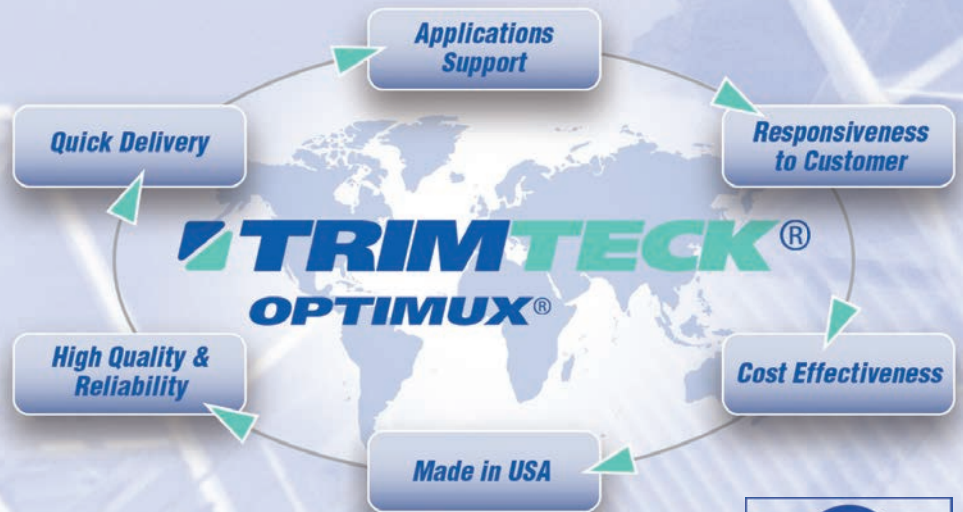 Applications
Support
Quick Delivery
Responsiveness
to Customer
TRIMTECK®
OPTIMUX®
High Quality &
Reliability
Cost Effectiveness
Made in USA